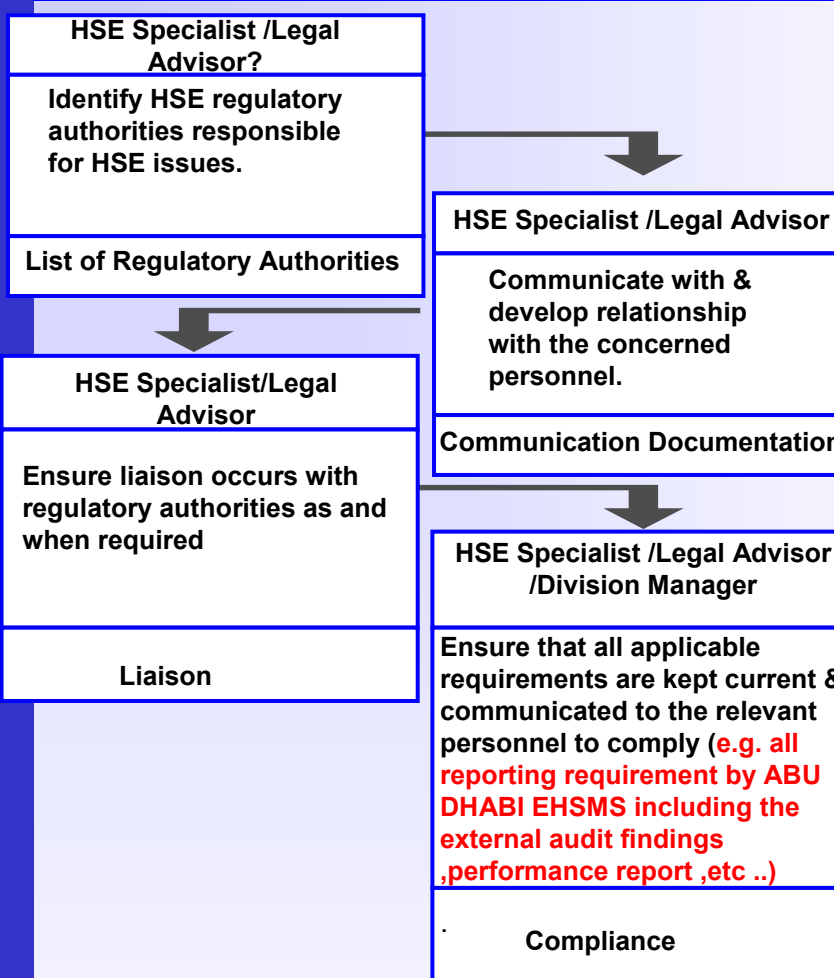 HSE Specialist /Legal
Advisor?
Identify HSE regulatory
authorities responsible
for HSE issues.
List of Regulatory Authorities
HSE Specialist /Legal Advisor
Communicate with &
develop relationship
with the concerned
personnel.
Communication Documentation
HSE Specialist/Legal
Advisor
Ensure liaison occurs with
regulatory authorities as and
when required
Liaison
HSE Specialist /Legal Advisor
/Division Manager
Ensure that all applicable
requirements are kept current &
communicated to the relevant
personnel to comply (e.g. all
reporting requirement by ABU
DHABI EHSMS including the
external audit findings
,performance report ,etc ..)
.
Compliance